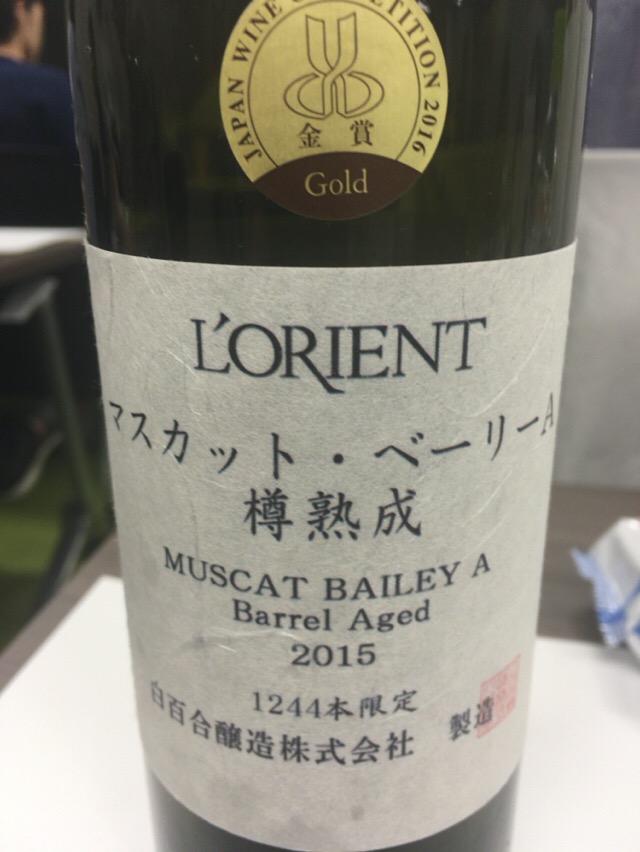 JAPAN WINE COMPETITION 2016
金賞
Gold
L'ORIENT
マスカット・ベーリーA
樽熟成
MUSCAT BAILEY A
Barrel Aged
2015
1244本限定
白百合醸造株式会社 製造